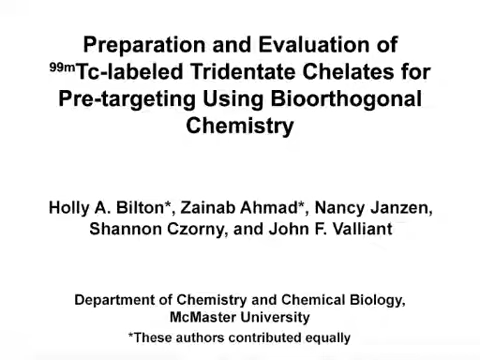 Preparation and Evaluation of
⁹⁹ᵐTc-labeled Tridentate Chelates for
Pre-targeting Using Bioorthogonal
Chemistry
Holly A. Bilton*, Zainab Ahmad*, Nancy Janzen,
Shannon Czorny, and John F. Valliant
Department of Chemistry and Chemical Biology,
McMaster University
*These authors contributed equally